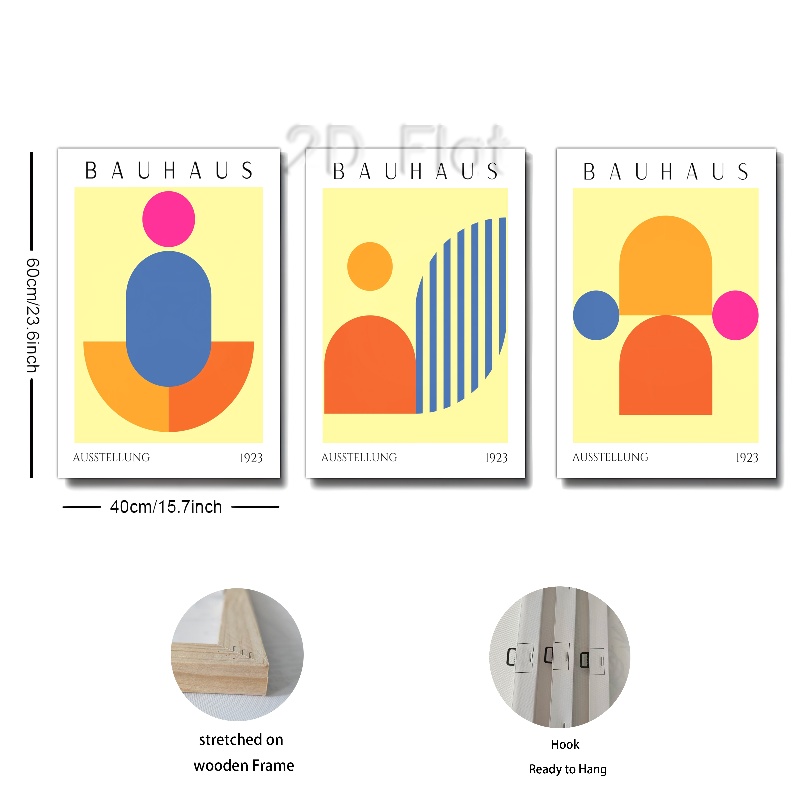 2D Flat
BAUHAUS
BAUHAUS
BAUHAUS
60cm/23.6inch
AUSSTELLUNG 1923
AUSSTELLUNG 1923
AUSSTELLUNG 1923
40cm/15.7inch
stretched on
wooden Frame
Hook
Ready to Hang